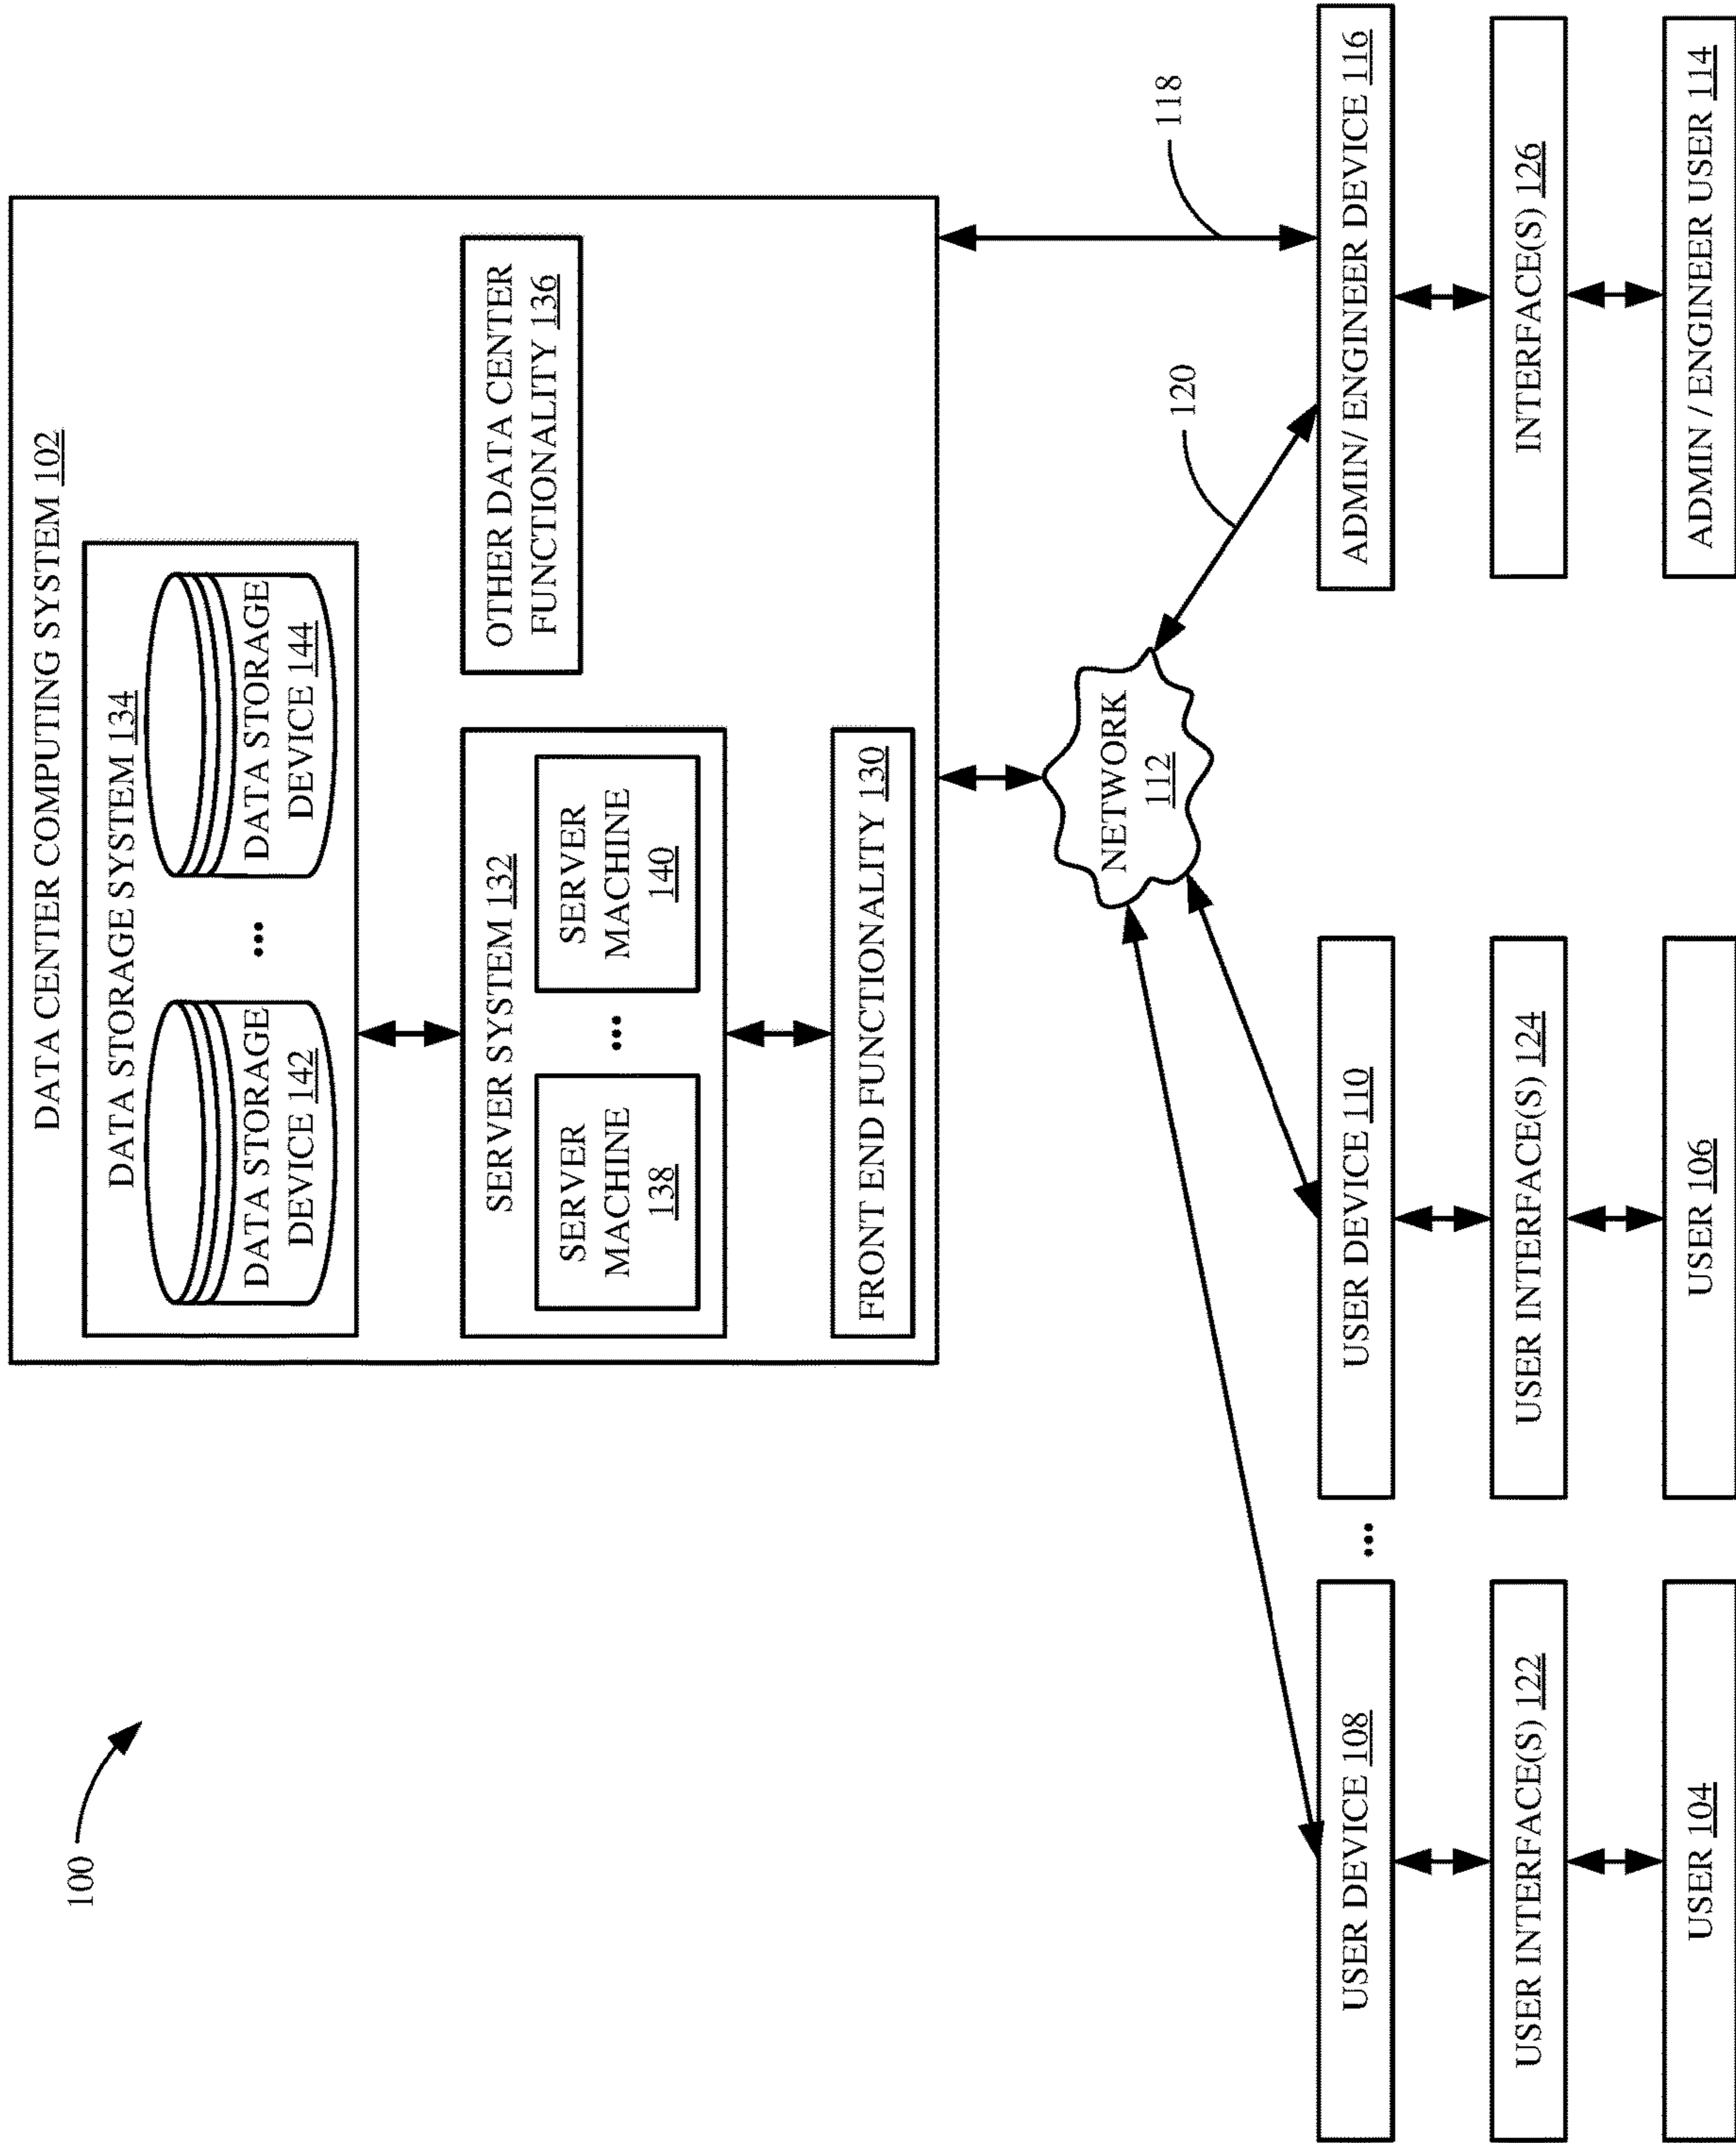 100
DATA CENTER COMPUTING SYSTEM 102
DATA STORAGE SYSTEM 134
DATA STORAGE
DEVICE 142
...
DATA STORAGE
DEVICE 144
SERVER SYSTEM 132
SERVER
MACHINE
138
...
SERVER
MACHINE
140
OTHER DATA CENTER
FUNCTIONALITY 136
FRONT END FUNCTIONALITY 130
NETWORK
112
120
118
USER DEVICE 108
...
USER DEVICE 110
ADMIN/ ENGINEER DEVICE 116
USER INTERFACE(S) 122
USER INTERFACE(S) 124
INTERFACE(S) 126
USER 104
USER 106
ADMIN / ENGINEER USER 114